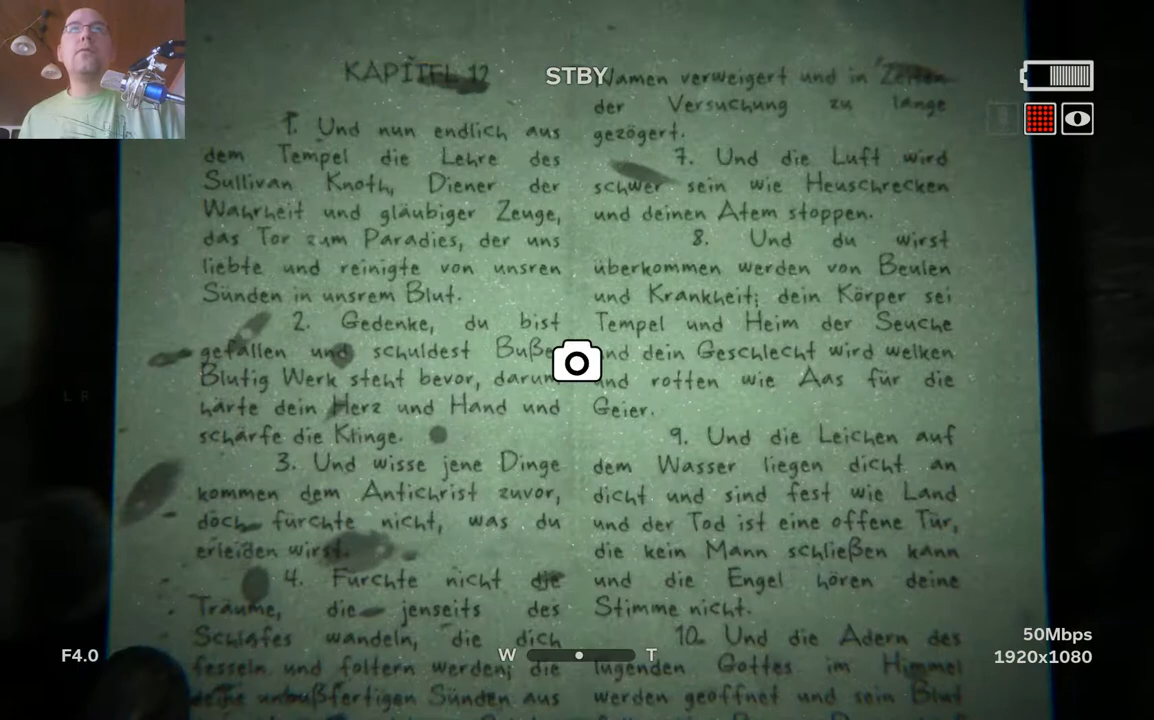 KAPITEL 12
1. Und nun endlich aus
dem Tempel die Lehre des
Sullivan Knoth, Diener der
Wahrheit und gläubiger Zeuge,
das Tor zum Paradies, der uns
liebte und reinigte von unsren
Sünden in unsrem Blut.
2. Gedenke, du bist
gefallen und schuldest Buße
Blutig Werk steht bevor, darum
härte dein Herz und Hand und
schärfe die Klinge.
3. Und wisse jene Dinge
kommen dem Antichrist zuvor,
doch fürchte nicht, was du
erleiden wirst.
4. Fürchte nicht die
Träume, die jenseits des
Schlafes wandeln, die dich
fesseln und foltern werden; die
deine unbußfertigen Sünden aus
STBY
Namen verweigert und in Zeiten
der Versuchung zu lange
gezögert.
7. Und die Luft wird
schwer sein wie Heuschrecken
und deinen Atem stoppen.
8. Und du wirst
überkommen werden von Beulen
und Krankheit; dein Körper sei
Tempel und Heim der Seuche
und dein Geschlecht wird welken
und rotten wie Aas für die
Geier.
9. Und die Leichen auf
dem Wasser liegen dicht an
dicht und sind fest wie Land
und der Tod ist eine offene Tür,
die kein Mann schließen kann
und die Engel hören deine
Stimme nicht.
10. Und die Adern des
lügenden Gottes im Himmel
werden geöffnet und sein Blut
F4.0
W T
50Mbps
1920x1080